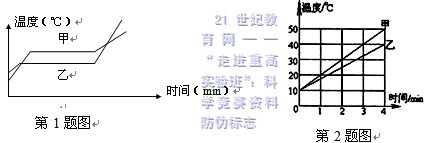 温度(℃)
甲
乙
时间(min)
第1题图
21 世纪教
育网——
“走进重高
实验班”:科
学竞赛资料
防伪标志
温度/℃
50
40
30
20
10
0
1
2
3
4
甲
乙
时间/min
第2题图